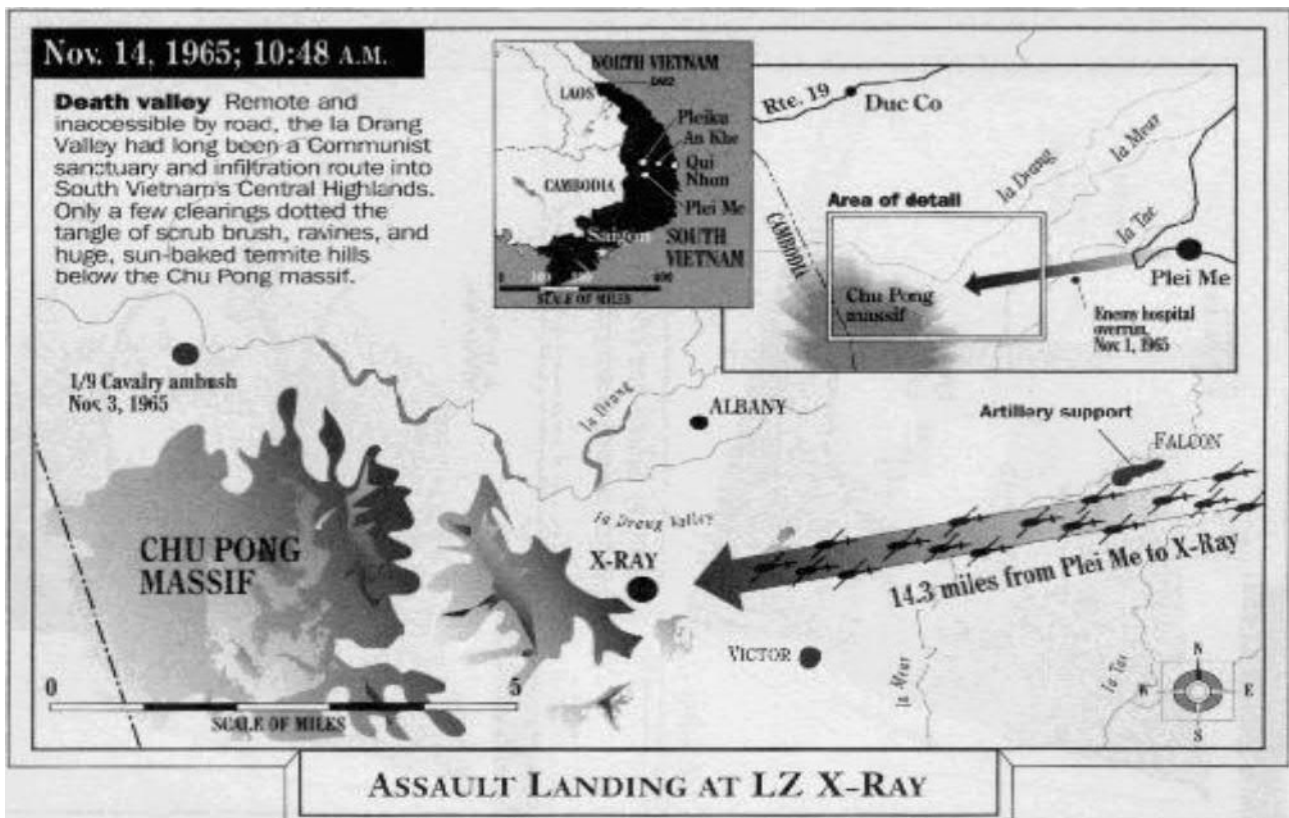 Nov. 14, 1965; 10:48 A.M.
Death valley Remote and
inaccessible by road, the Ia Drang
Valley had long been a Communist
sanctuary and infiltration route into
South Vietnam's Central Highlands.
Only a few clearings dotted the
tangle of scrub brush, ravines, and
huge, sun-baked termite hills
below the Chu Pong massif.
NORTH VIETNAM
DMZ
LAOS
Pleiku
An Khe
Qui
Nhon
CAMBODIA
Plei Me
Saigon
SOUTH
VIETNAM
0 100 400
SCALE OF MILES
Rte. 19
Duc Co
Ia Meur
Ia Drang
Area of detail
Ia Tae
CAMBODIA
Plei Me
Chu Pong
massif
Enemy hospital
overrun,
Nov. 1, 1965
1/9 Cavalry ambush
Nov. 3, 1965
Ia Drang
ALBANY
Artillery support
FALCON
Ia Drang Valley
CHU PONG
MASSIF
X-RAY
14.3 miles from Plei Me to X-Ray
VICTOR
Ia Meur
Ia Tae
N
W E
S
0 5
SCALE OF MILES
ASSAULT LANDING AT LZ X-RAY